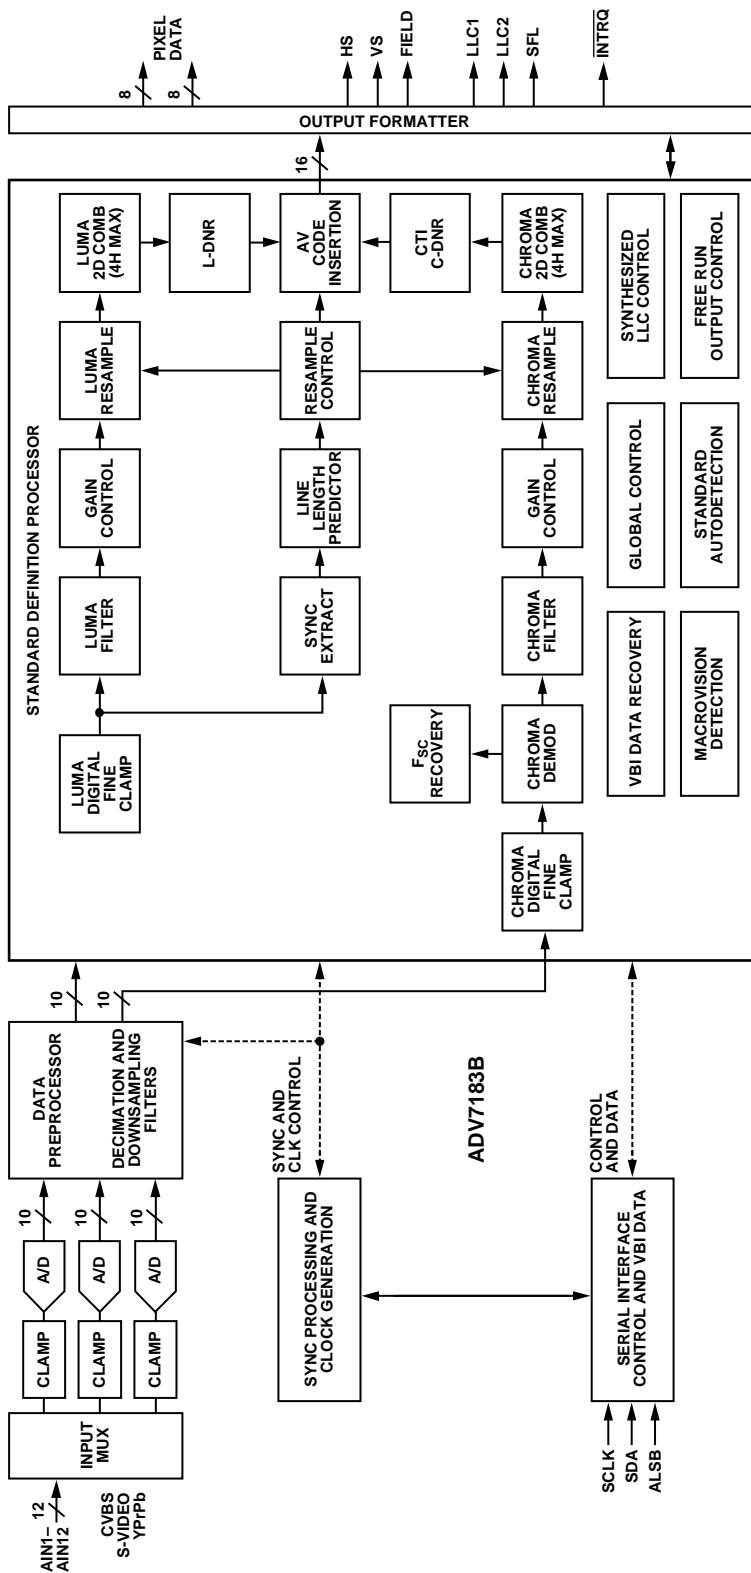 AIN1–
AIN12
12
CVBS
S-VIDEO
YPrPb
INPUT
MUX
CLAMP
CLAMP
CLAMP
A/D
A/D
A/D
10
10
10
DATA
PREPROCESSOR
DECIMATION AND
DOWNSAMPLING
FILTERS
10
10
SYNC PROCESSING AND
CLOCK GENERATION
SYNC AND
CLK CONTROL
ADV7183B
SCLK
SDA
ALSB
SERIAL INTERFACE
CONTROL AND VBI DATA
CONTROL
AND DATA
STANDARD DEFINITION PROCESSOR
LUMA
DIGITAL
FINE
CLAMP
LUMA
FILTER
GAIN
CONTROL
LUMA
RESAMPLE
LUMA
2D COMB
(4H MAX)
L-DNR
SYNC
EXTRACT
LINE
LENGTH
PREDICTOR
RESAMPLE
CONTROL
AV
CODE
INSERTION
CTI
C-DNR
FSC
RECOVERY
CHROMA
DIGITAL
FINE
CLAMP
CHROMA
DEMOD
CHROMA
FILTER
GAIN
CONTROL
CHROMA
RESAMPLE
CHROMA
2D COMB
(4H MAX)
VBI DATA RECOVERY
GLOBAL CONTROL
SYNTHESIZED
LLC CONTROL
MACROVISION
DETECTION
STANDARD
AUTODETECTION
FREE RUN
OUTPUT CONTROL
16
OUTPUT FORMATTER
8
8
PIXEL
DATA
HS
VS
FIELD
LLC1
LLC2
SFL
INTRQ